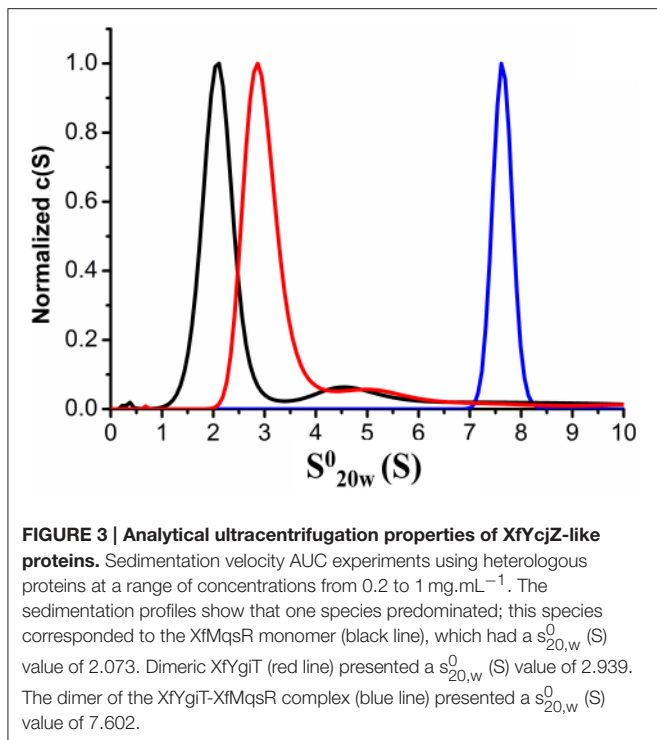 1.0
0.8
0.6
0.4
0.2
0.0
Normalized c(S)
0 1 2 3 4 5 6 7 8 9 10
S⁰20w (S)
FIGURE 3 | Analytical ultracentrifugation properties of XfYcjZ-like
proteins. Sedimentation velocity AUC experiments using heterologous
proteins at a range of concentrations from 0.2 to 1 mg.mL⁻¹. The
sedimentation profiles show that one species predominated; this species
corresponded to the XfMqsR monomer (black line), which had a s⁰20,w (S)
value of 2.073. Dimeric XfYgiT (red line) presented a s⁰20,w (S) value of 2.939.
The dimer of the XfYgiT-XfMqsR complex (blue line) presented a s⁰20,w (S)
value of 7.602.